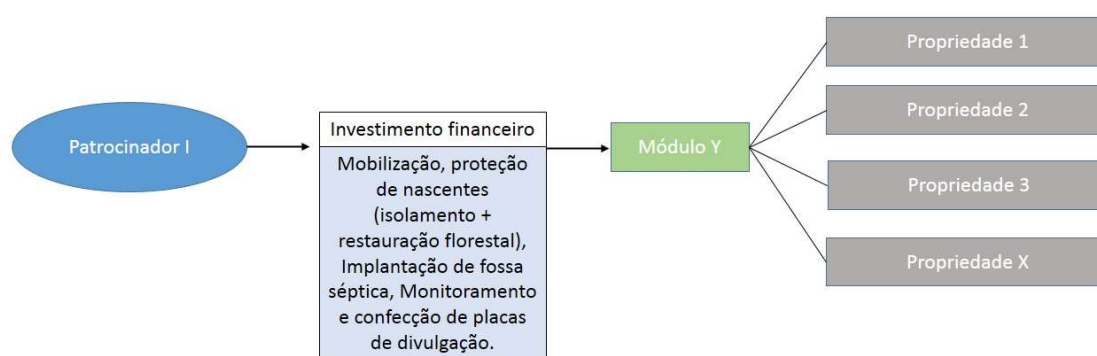 Patrocinador I
Investimento financeiro
Mobilização, proteção
de nascentes
(isolamento +
restauração florestal),
Implantação de fossa
séptica, Monitoramento
e confecção de placas
de divulgação.
Módulo Y
Propriedade 1
Propriedade 2
Propriedade 3
Propriedade X